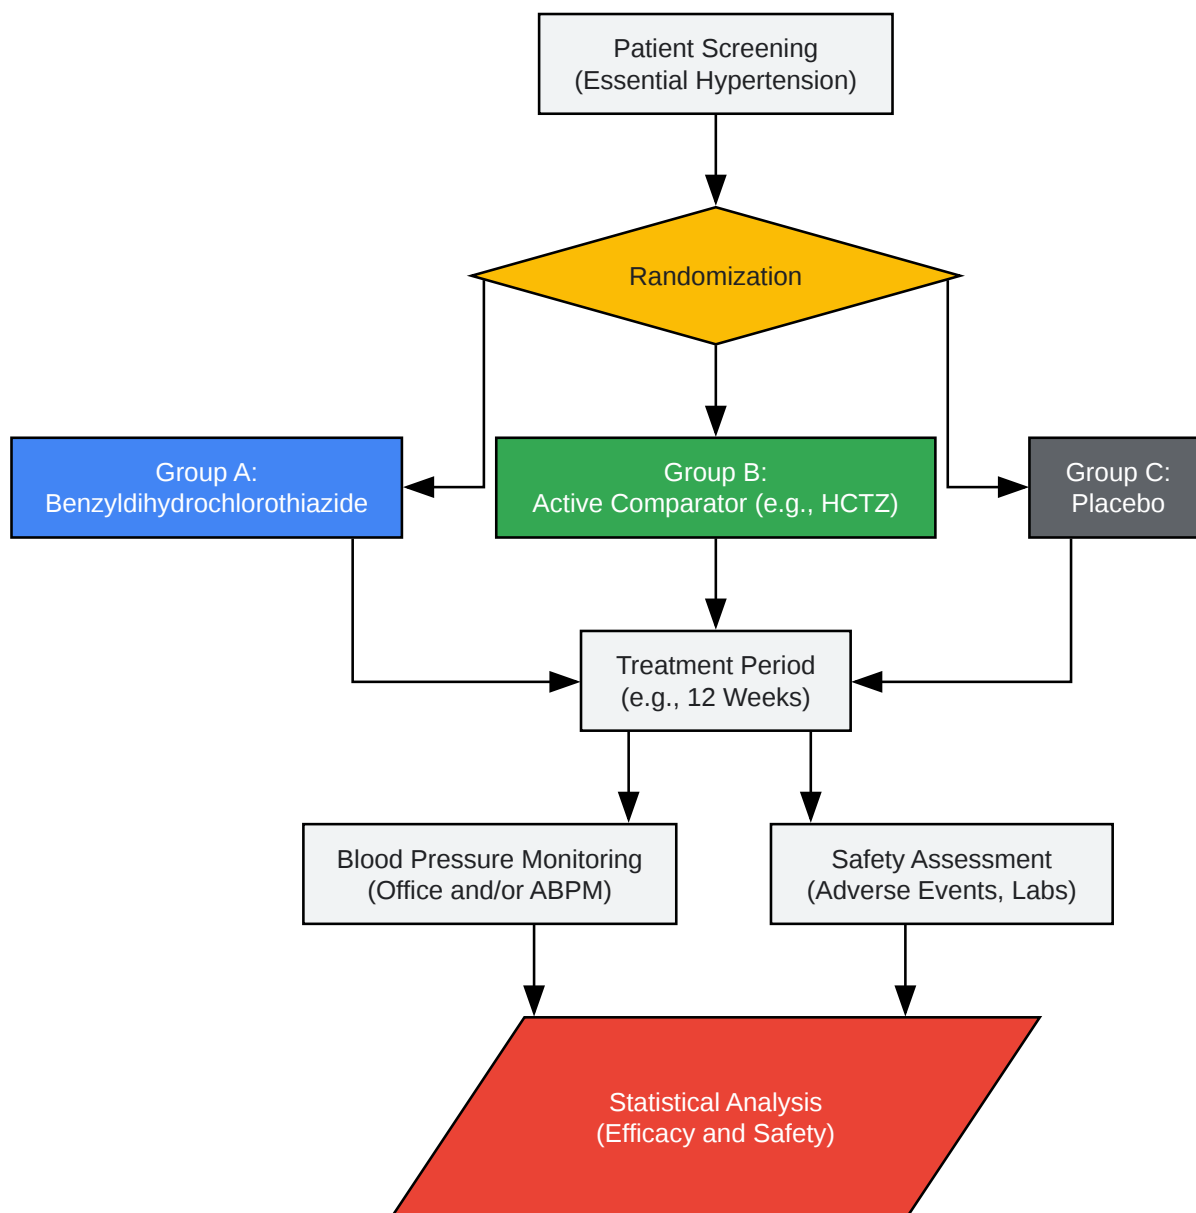 Patient Screening
(Essential Hypertension)
Randomization
Group A:
Benzyldihydrochlorothiazide
Group B:
Active Comparator (e.g., HCTZ)
Group C:
Placebo
Treatment Period
(e.g., 12 Weeks)
Blood Pressure Monitoring
(Office and/or ABPM)
Safety Assessment
(Adverse Events, Labs)
Statistical Analysis
(Efficacy and Safety)